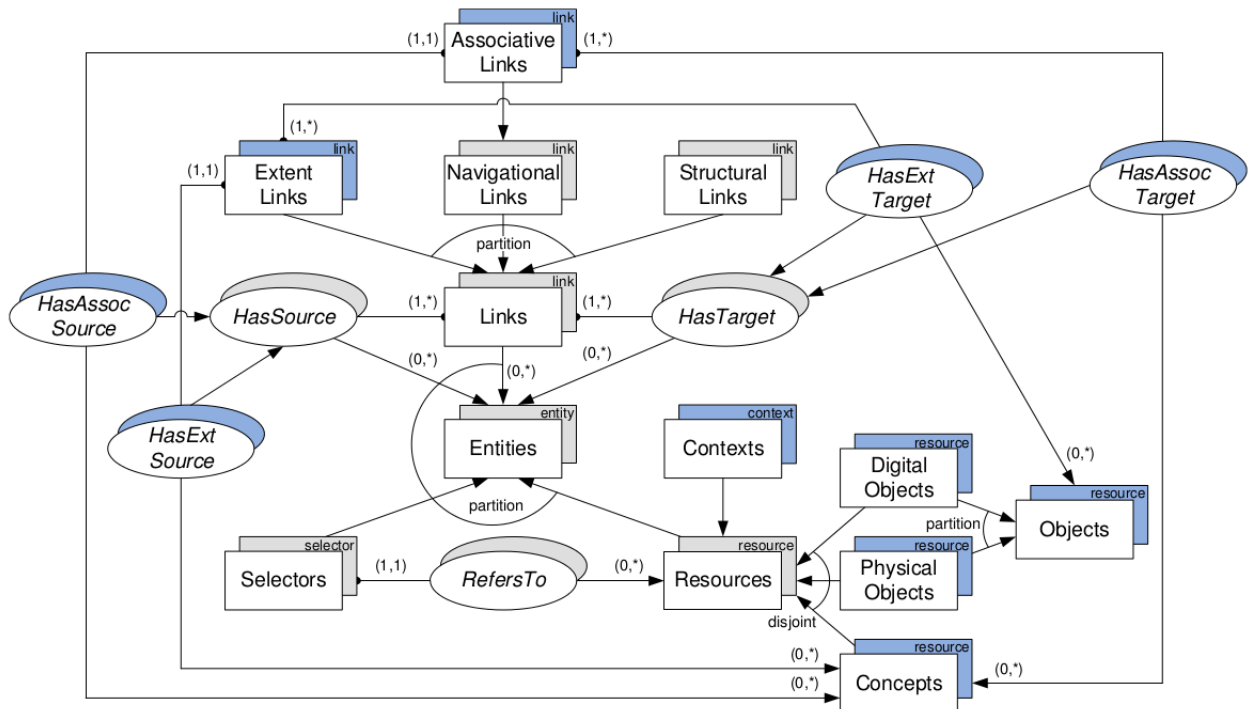 link
(1,1)
Associative
Links
(1,*)
(1,*)
link
(1,1)
Extent
Links
link
Navigational
Links
link
Structural
Links
HasExt
Target
HasAssoc
Target
partition
HasAssoc
Source
HasSource
(1,*)
link
Links
(1,*)
HasTarget
(0,*)
(0,*)
(0,*)
HasExt
Source
entity
Entities
context
Contexts
resource
Digital
Objects
(0,*)
resource
Objects
partition
partition
selector
Selectors
(1,1)
RefersTo
(0,*)
resource
Resources
resource
Physical
Objects
disjoint
resource
Concepts
(0,*)
(0,*)
(0,*)